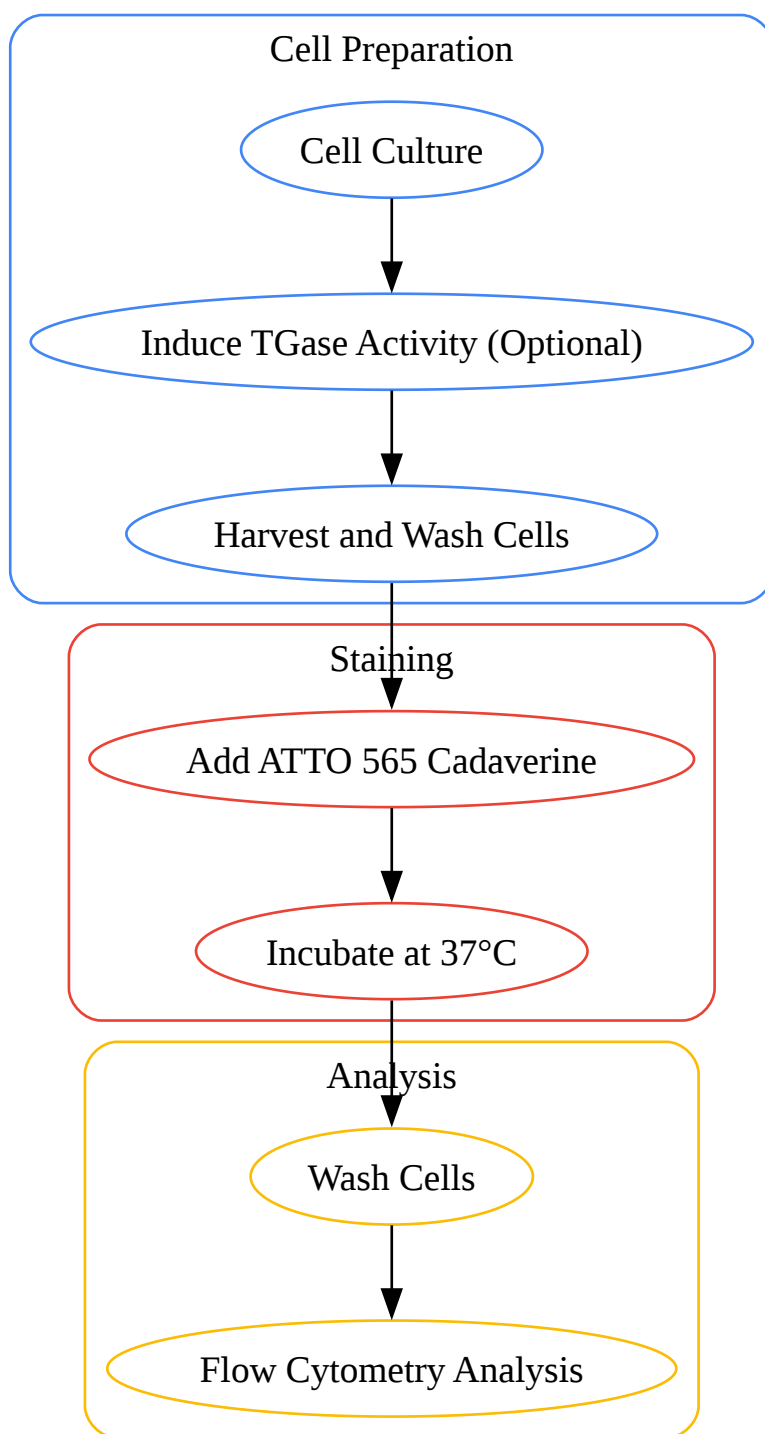 Cell Preparation
Cell Culture
Induce TGase Activity (Optional)
Harvest and Wash Cells
Staining
Add ATTO 565 Cadaverine
Incubate at 37°C
Analysis
Wash Cells
Flow Cytometry Analysis